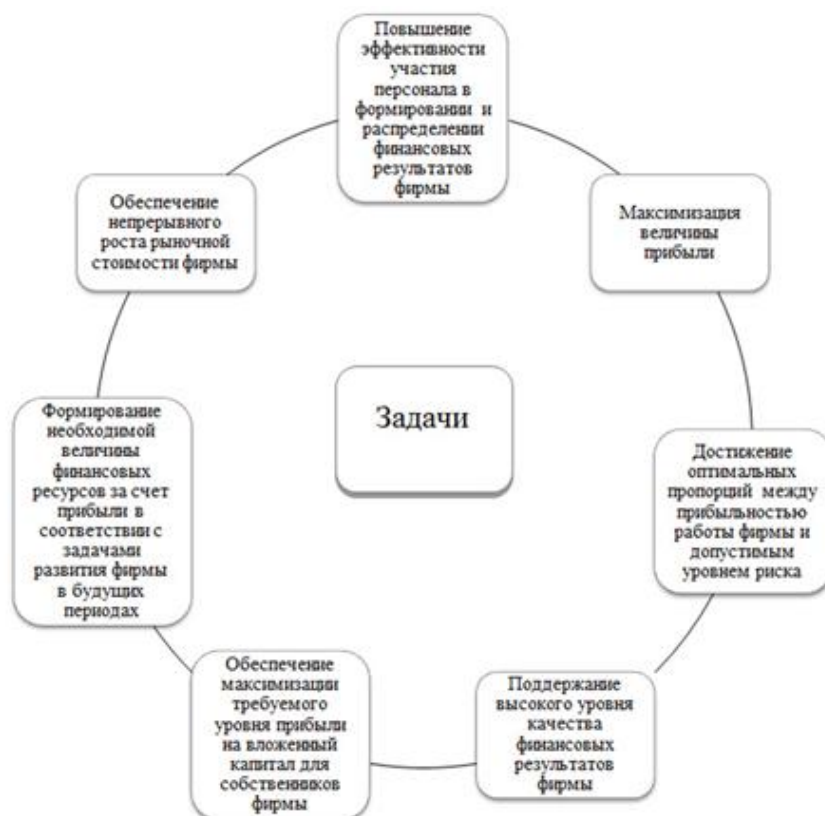 Повышение
эффективности
участия
персонала в
формировании и
распределении
финансовых
результатов
фирмы
Максимизация
величины
прибыли
Достижение
оптимальных
пропорций между
прибыльностью
работы фирмы и
допустимым
уровнем риска
Поддержание
высокого уровня
качества
финансовых
результатов
фирмы
Обеспечение
максимизации
требуемого
уровня прибыли
на вложенный
капитал для
собственников
фирмы
Формирование
необходимой
величины
финансовых
ресурсов за счет
прибыли в
соответствии с
задачами
развития фирмы
в будущих
периодах
Обеспечение
непрерывного
роста рыночной
стоимости фирмы
Задачи